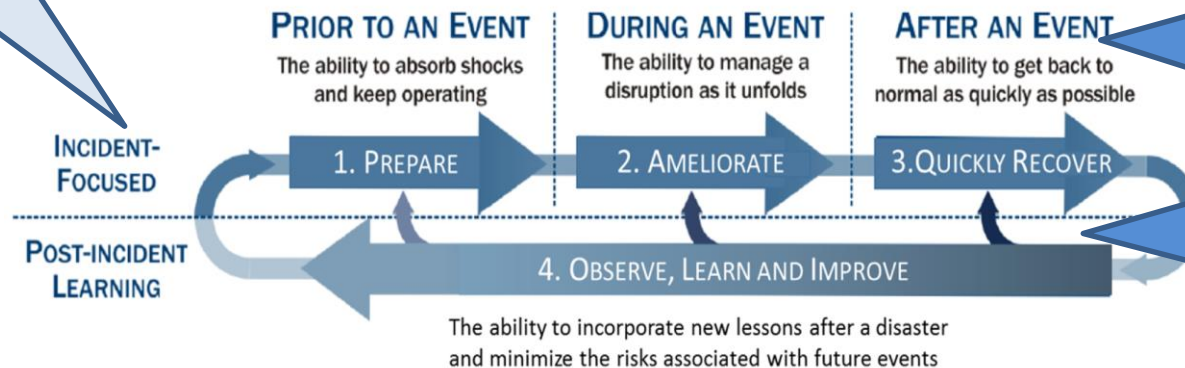 PRIOR TO AN EVENT
The ability to absorb shocks
and keep operating
DURING AN EVENT
The ability to manage a
disruption as it unfolds
AFTER AN EVENT
The ability to get back to
normal as quickly as possible
INCIDENT-
FOCUSED
1. PREPARE
2. AMELIORATE
3.QUICKLY RECOVER
POST-INCIDENT
LEARNING
4. OBSERVE, LEARN AND IMPROVE
The ability to incorporate new lessons after a disaster
and minimize the risks associated with future events